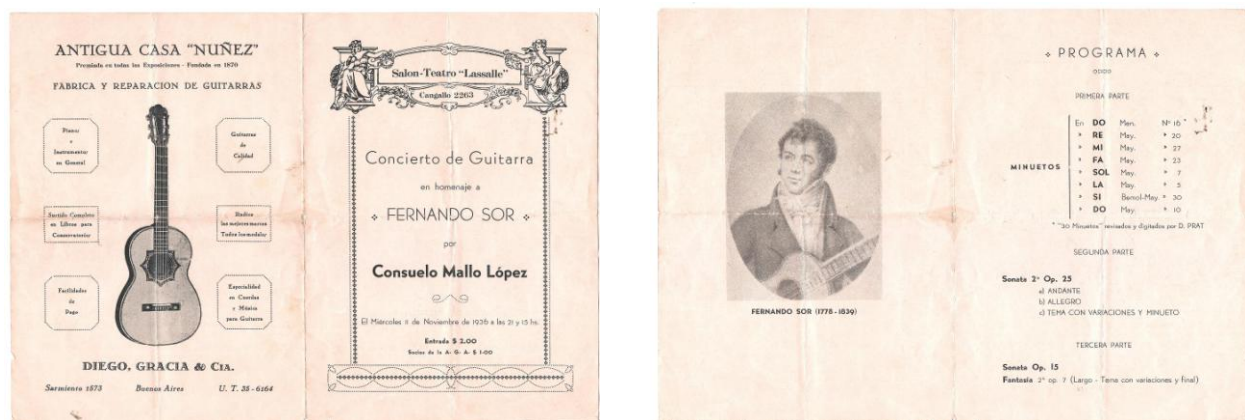 ANTIGUA CASA "NUÑEZ"
Premiada en todas las Exposiciones - Fundada en 1870
FABRICA Y REPARACION DE GUITARRAS
Pianos
e
Instrumentos
en General
Guitarras
de
Calidad
Surtido Completo
en Libros para
Conservatorios
Radios
las mejores marcas
Todos los modelos
Facilidades
de
Pago
Especialidad
en Cuerdas
y Música
para Guitarra
DIEGO, GRACIA & CIA.
Sarmiento 1573 Buenos Aires U. T. 35 - 6164
Salon-Teatro "Lassalle"
Cangallo 2263
Concierto de Guitarra
en homenaje a
FERNANDO SOR
por
Consuelo Mallo López
El Miércoles 11 de Noviembre de 1936 a las 21 y 15 hs.
Entrada $ 2.00
Socios de la A. G. A. $ 1.00
FERNANDO SOR (1778 - 1839)
PROGRAMA
PRIMERA PARTE
MINUETOS
En DO Men. Nº 16 *
" RE May. " 20
" MI May. " 27
" FA May. " 23
" SOL May. " 7
" LA May. " 5
" SI Bemol-May. " 30
" DO May. " 10
* "30 Minuetos" revisados y digitados por D. PRAT
SEGUNDA PARTE
Sonata 2ª Op. 25
a) ANDANTE
b) ALLEGRO
c) TEMA CON VARIACIONES Y MINUETO
TERCERA PARTE
Sonata Op. 15
Fantasia 2ª op. 7 (Largo - Tema con variaciones y final)